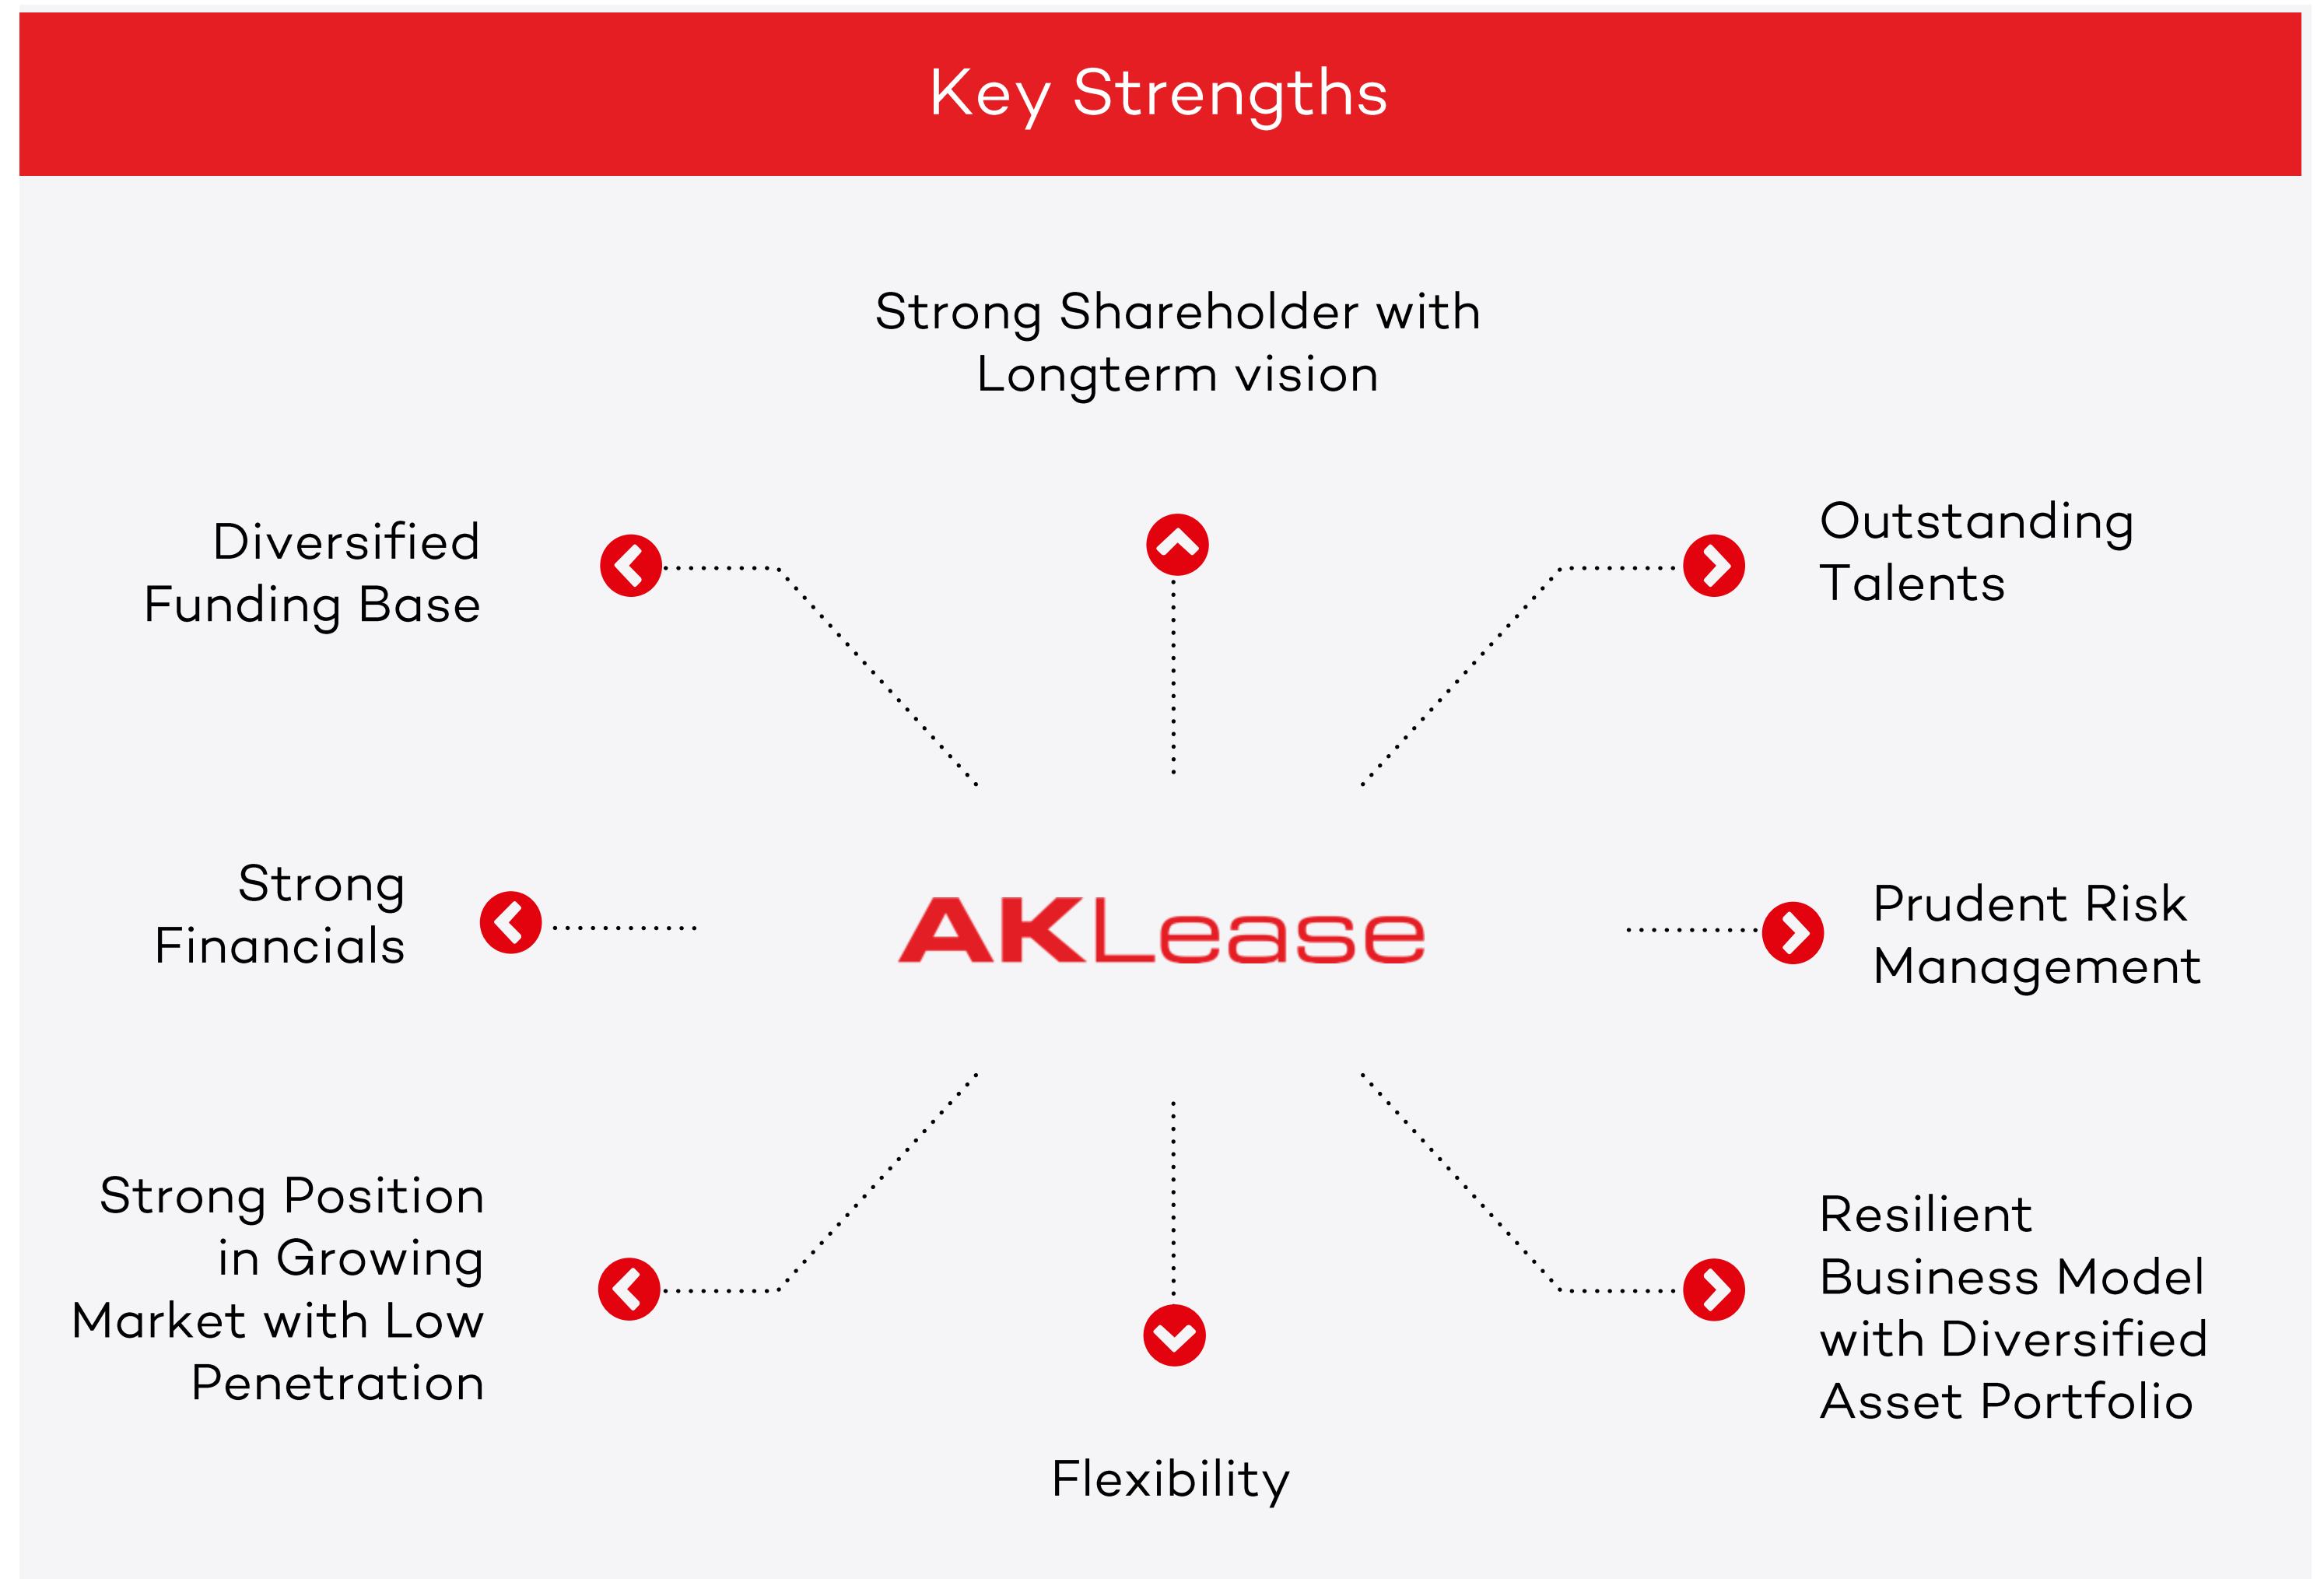 Key Strengths
Strong Shareholder with
Longterm vision
Diversified
Funding Base
Outstanding
Talents
Strong
Financials
AKLease
Prudent Risk
Management
Strong Position
in Growing
Market with Low
Penetration
Resilient
Business Model
with Diversified
Asset Portfolio
Flexibility